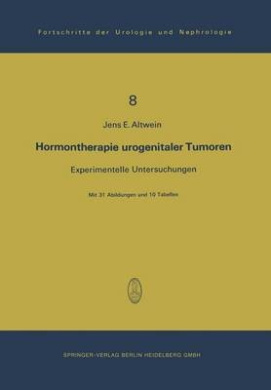 Fortschritte der Urologie und Nephrologie
8
Jens E. Altwein
Hormontherapie urogenitaler Tumoren
Experimentelle Untersuchungen
Mit 31 Abbildungen und 10 Tabellen
SPRINGER-VERLAG BERLIN HEIDELBERG GMBH